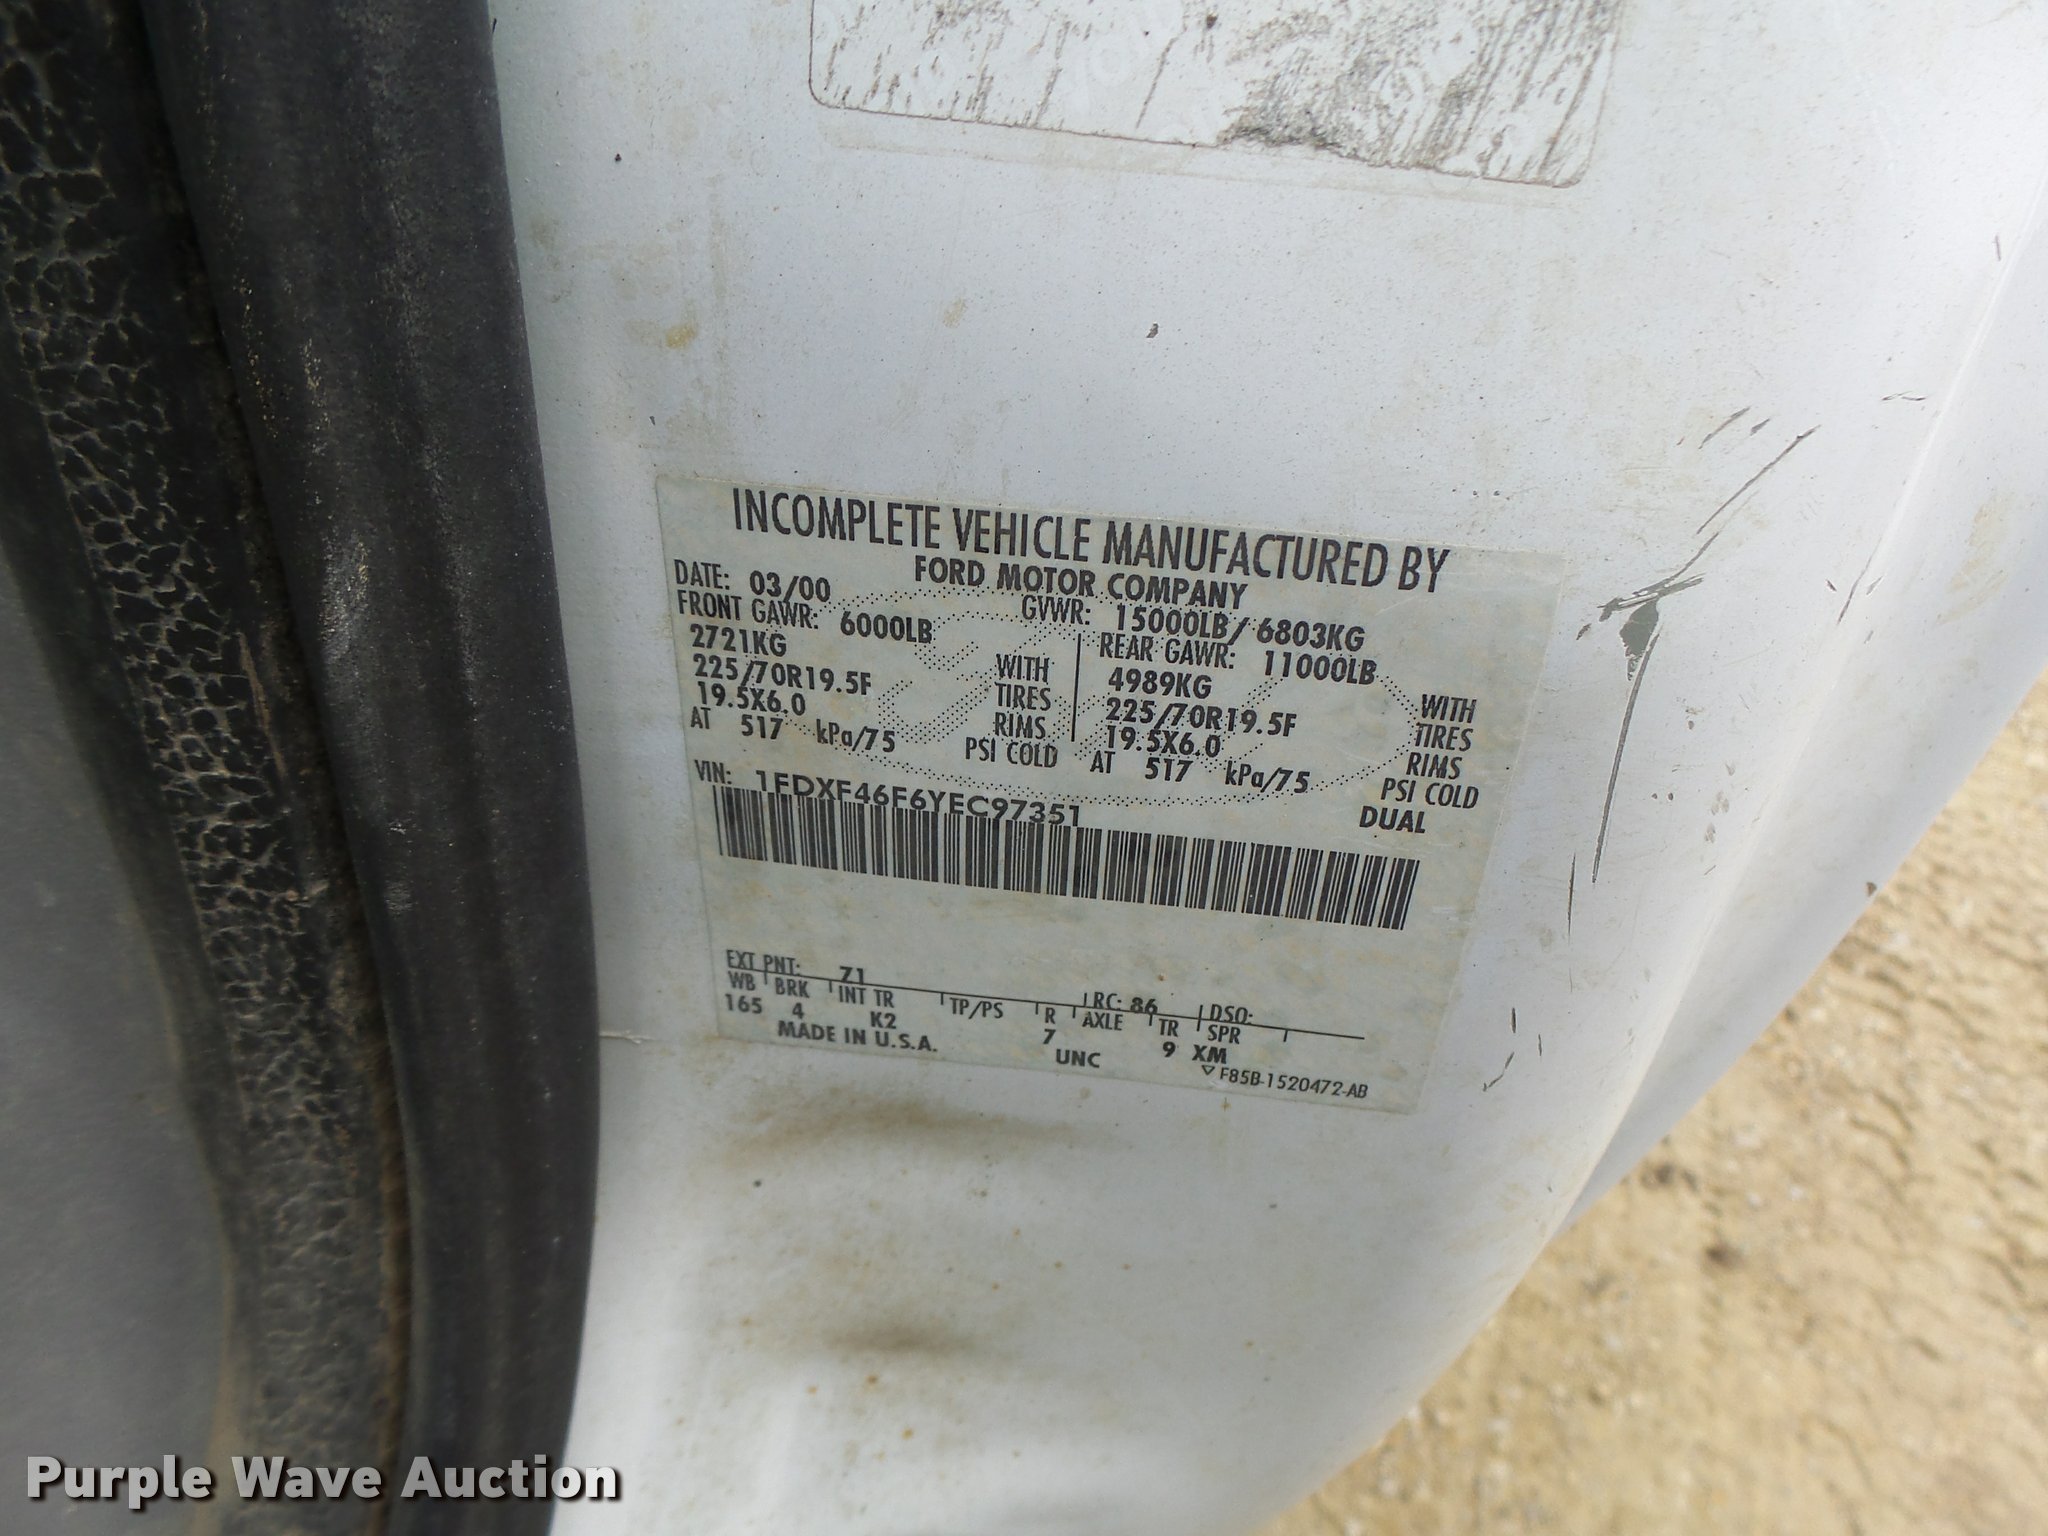 INCOMPLETE VEHICLE MANUFACTURED BY
FORD MOTOR COMPANY
DATE: 03/00 GVWR: 15000LB/ 6803KG
FRONT GAWR: 6000LB REAR GAWR: 11000LB
2721KG WITH 4989KG WITH
225/70R19.5F TIRES 225/70R19.5F TIRES
19.5X6.0 RIMS 19.5X6.0 RIMS
AT 517 kPa/75 PSI COLD AT 517 kPa/75 PSI COLD
VIN: 1FDXF46F6YEC97351 DUAL
EXT PNT: Z1 RC: 86 DSO:
WB BRK INT TR TP/PS R AXLE TR SPR
165 4 K2 7 9 XM
MADE IN U.S.A. UNC
▽ F85B-1520472-AB
Purple Wave Auction